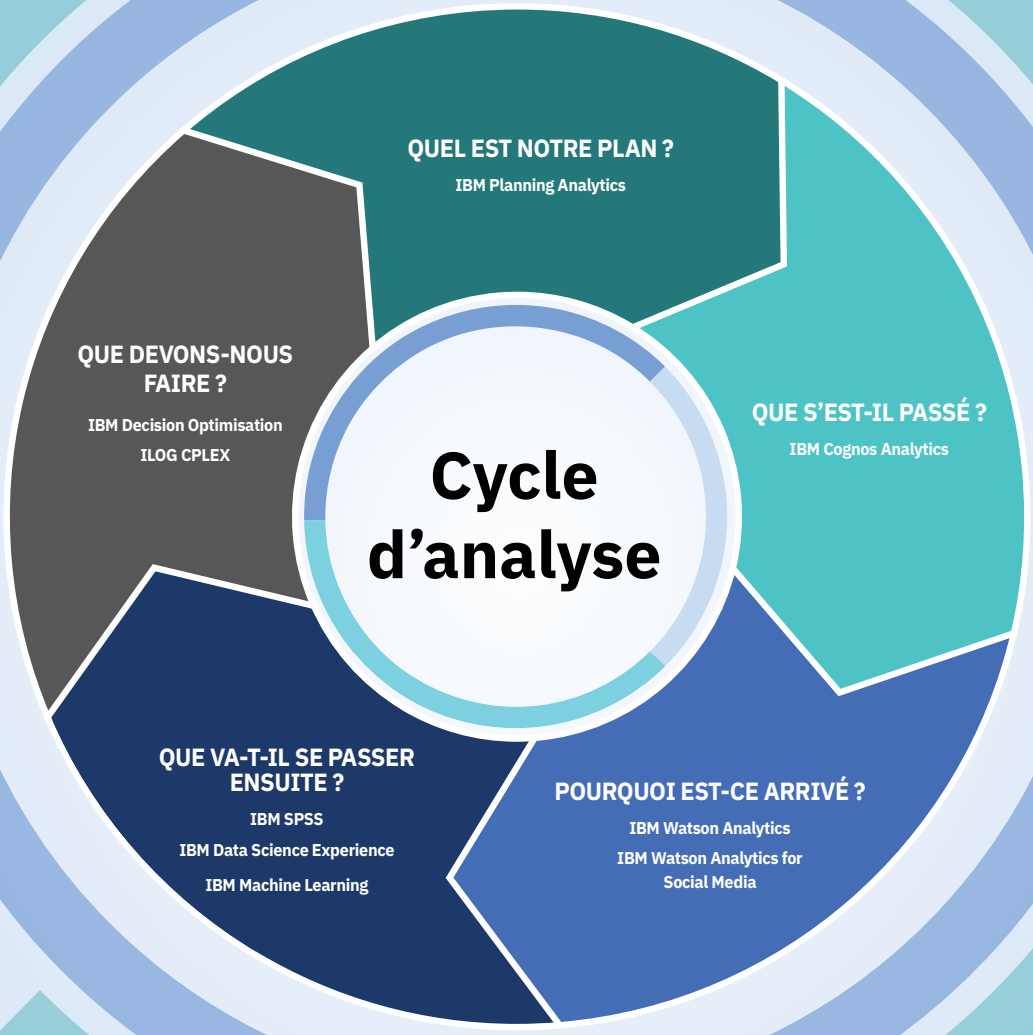 QUEL EST NOTRE PLAN ?
IBM Planning Analytics
QUE S’EST-IL PASSÉ ?
IBM Cognos Analytics
POURQUOI EST-CE ARRIVÉ ?
IBM Watson Analytics
IBM Watson Analytics for
Social Media
QUE VA-T-IL SE PASSER
ENSUITE ?
IBM SPSS
IBM Data Science Experience
IBM Machine Learning
QUE DEVONS-NOUS
FAIRE ?
IBM Decision Optimisation
ILOG CPLEX
Cycle
d’analyse